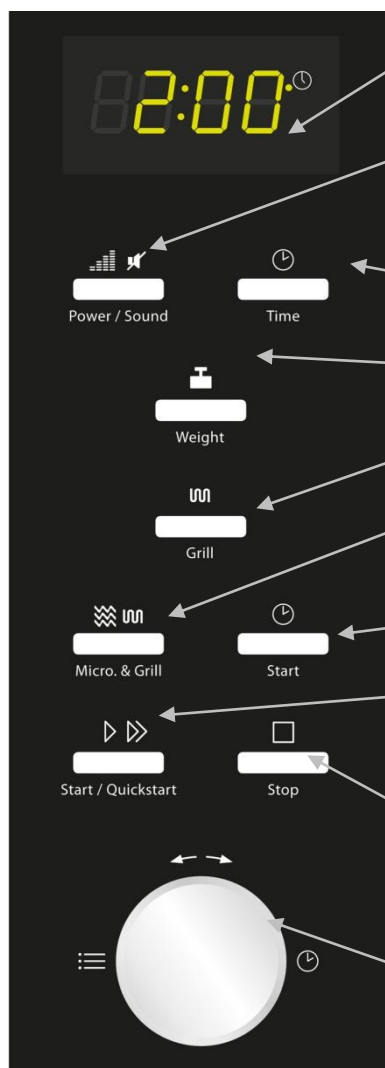 2:00
Power / Sound
Time
Weight
Grill
Micro. & Grill
Start
Start / Quickstart
Stop